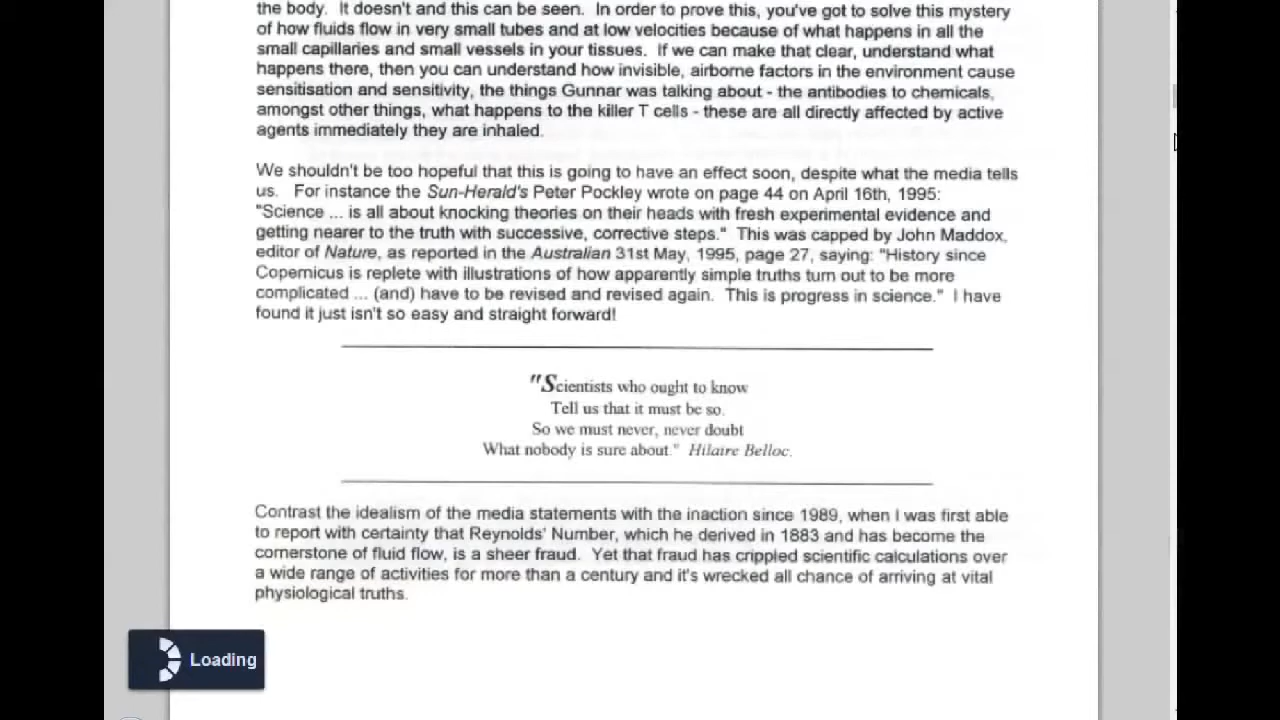 the body. It doesn't and this can be seen. In order to prove this, you've got to solve this mystery
of how fluids flow in very small tubes and at low velocities because of what happens in all the
small capillaries and small vessels in your tissues. If we can make that clear, understand what
happens there, then you can understand how invisible, airborne factors in the environment cause
sensitisation and sensitivity, the things Gunnar was talking about - the antibodies to chemicals,
amongst other things, what happens to the killer T cells - these are all directly affected by active
agents immediately they are inhaled.
We shouldn't be too hopeful that this is going to have an effect soon, despite what the media tells
us. For instance the Sun-Herald's Peter Pockley wrote on page 44 on April 16th, 1995:
"Science ... is all about knocking theories on their heads with fresh experimental evidence and
getting nearer to the truth with successive, corrective steps." This was capped by John Maddox,
editor of Nature, as reported in the Australian 31st May, 1995, page 27, saying: "History since
Copernicus is replete with illustrations of how apparently simple truths turn out to be more
complicated ... (and) have to be revised and revised again. This is progress in science." I have
found it just isn't so easy and straight forward!
"Scientists who ought to know
Tell us that it must be so.
So we must never, never doubt
What nobody is sure about." Hilaire Belloc.
Contrast the idealism of the media statements with the inaction since 1989, when I was first able
to report with certainty that Reynolds' Number, which he derived in 1883 and has become the
cornerstone of fluid flow, is a sheer fraud. Yet that fraud has crippled scientific calculations over
a wide range of activities for more than a century and it's wrecked all chance of arriving at vital
physiological truths.
Loading